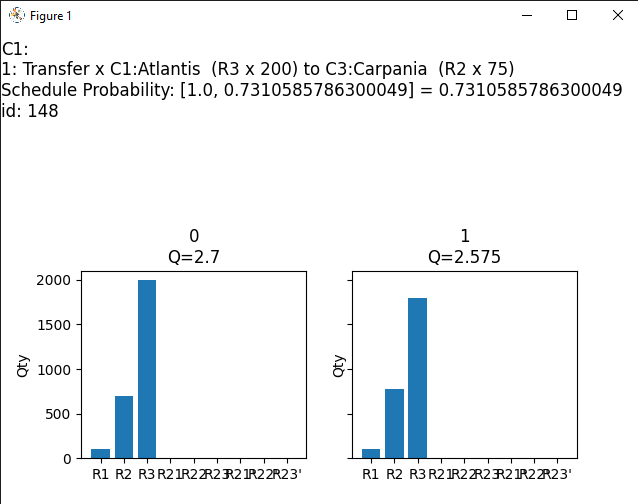 Figure 1
C1:
1: Transfer x C1:Atlantis  (R3 x 200) to C3:Carpania  (R2 x 75)
Schedule Probability: [1.0, 0.7310585786300049] = 0.7310585786300049
id: 148
0
Q=2.7
2000
1500
1000
500
0
Qty
R1 R2 R3 R21 R22 R23 R21' R22' R23'
1
Q=2.575
Qty
R1 R2 R3 R21 R22 R23 R21' R22' R23'